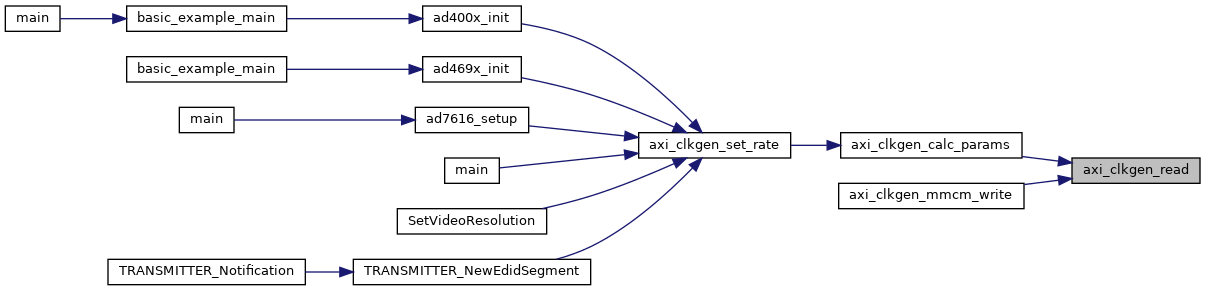 main
basic_example_main
ad400x_init
basic_example_main
ad469x_init
main
ad7616_setup
axi_clkgen_set_rate
axi_clkgen_calc_params
main
axi_clkgen_read
axi_clkgen_mmcm_write
SetVideoResolution
TRANSMITTER_Notification
TRANSMITTER_NewEdidSegment